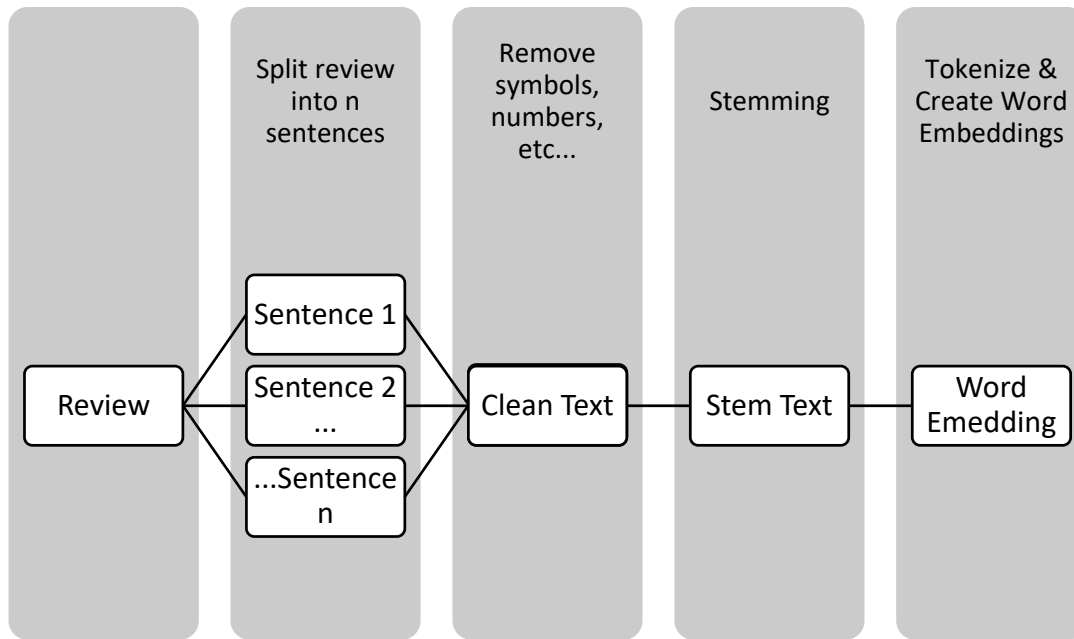 Split review
into n
sentences
Remove
symbols,
numbers,
etc...
Stemming
Tokenize &
Create Word
Embeddings
Review
Sentence 1
Sentence 2
...
...Sentence
n
Clean Text
Stem Text
Word
Emedding